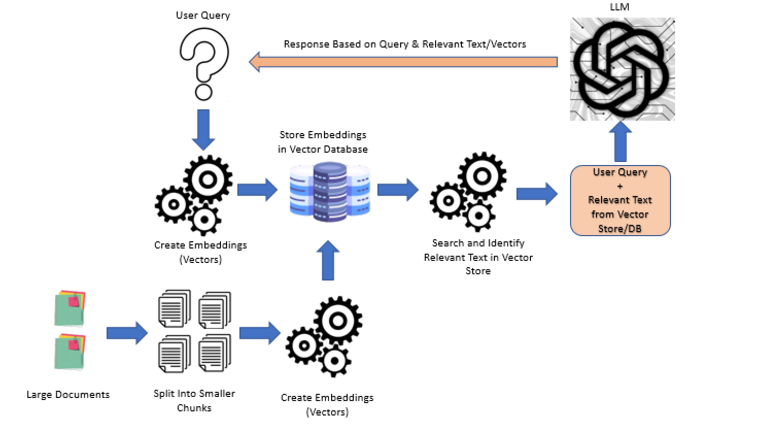 LLM
User Query
Response Based on Query & Relevant Text/Vectors
Store Embeddings
in Vector Database
User Query
+
Relevant Text
from Vector
Store/DB
Create Embeddings
(Vectors)
Search and Identify
Relevant Text in Vector
Store
Large Documents
Split Into Smaller
Chunks
Create Embeddings
(Vectors)